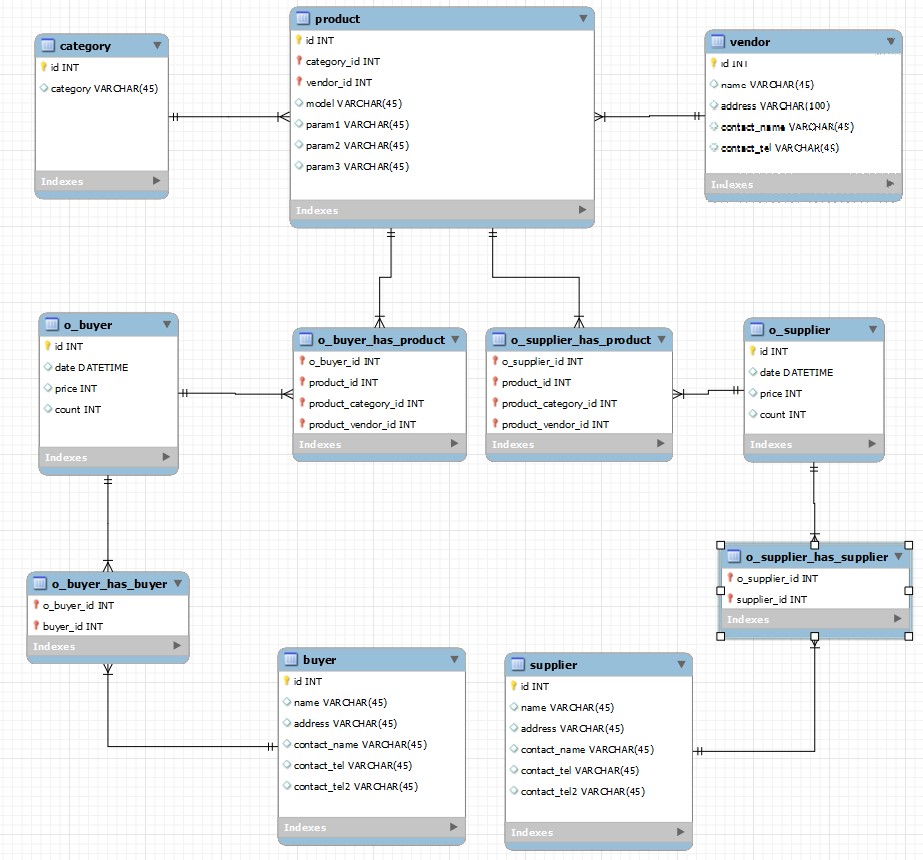 category
id INT
category VARCHAR(45)
Indexes
product
id INT
category_id INT
vendor_id INT
model VARCHAR(45)
param1 VARCHAR(45)
param2 VARCHAR(45)
param3 VARCHAR(45)
Indexes
vendor
id INT
name VARCHAR(45)
address VARCHAR(100)
contact_name VARCHAR(45)
contact_tel VARCHAR(45)
Indexes
o_buyer
id INT
date DATETIME
price INT
count INT
Indexes
o_buyer_has_product
o_buyer_id INT
product_id INT
product_category_id INT
product_vendor_id INT
Indexes
o_supplier_has_product
o_supplier_id INT
product_id INT
product_category_id INT
product_vendor_id INT
Indexes
o_supplier
id INT
date DATETIME
price INT
count INT
Indexes
o_buyer_has_buyer
o_buyer_id INT
buyer_id INT
Indexes
o_supplier_has_supplier
o_supplier_id INT
supplier_id INT
Indexes
buyer
id INT
name VARCHAR(45)
address VARCHAR(45)
contact_name VARCHAR(45)
contact_tel VARCHAR(45)
contact_tel2 VARCHAR(45)
Indexes
supplier
id INT
name VARCHAR(45)
address VARCHAR(45)
contact_name VARCHAR(45)
contact_tel VARCHAR(45)
contact_tel2 VARCHAR(45)
Indexes